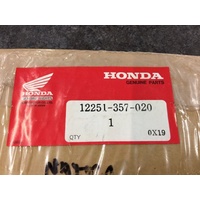 HONDA
GENUINE PARTS
HONDA
12251-357-020
1
QTY
0X19